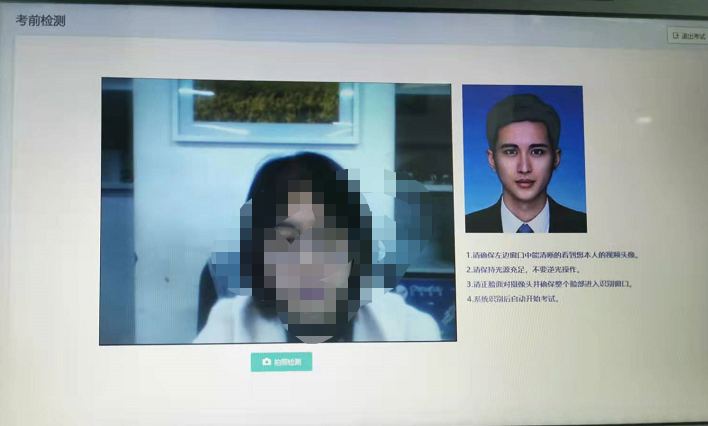 考前检测
退出考试
1.请确保左边窗口中能清晰的看到您本人的视频头像。
2.请保持光源充足，不要逆光操作。
3.请正脸面对摄像头并确保整个脸部进入识别窗口。
4.系统识别后自动开始考试。
拍照检测